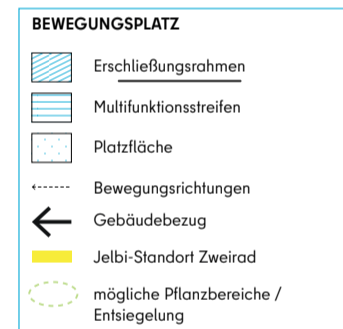 BEWEGUNGSPLATZ
Erschließungsrahmen
Multifunktionsstreifen
Platzfläche
Bewegungsrichtungen
Gebäudebezug
Jelbi-Standort Zweirad
mögliche Pflanzbereiche /
Entsiegelung